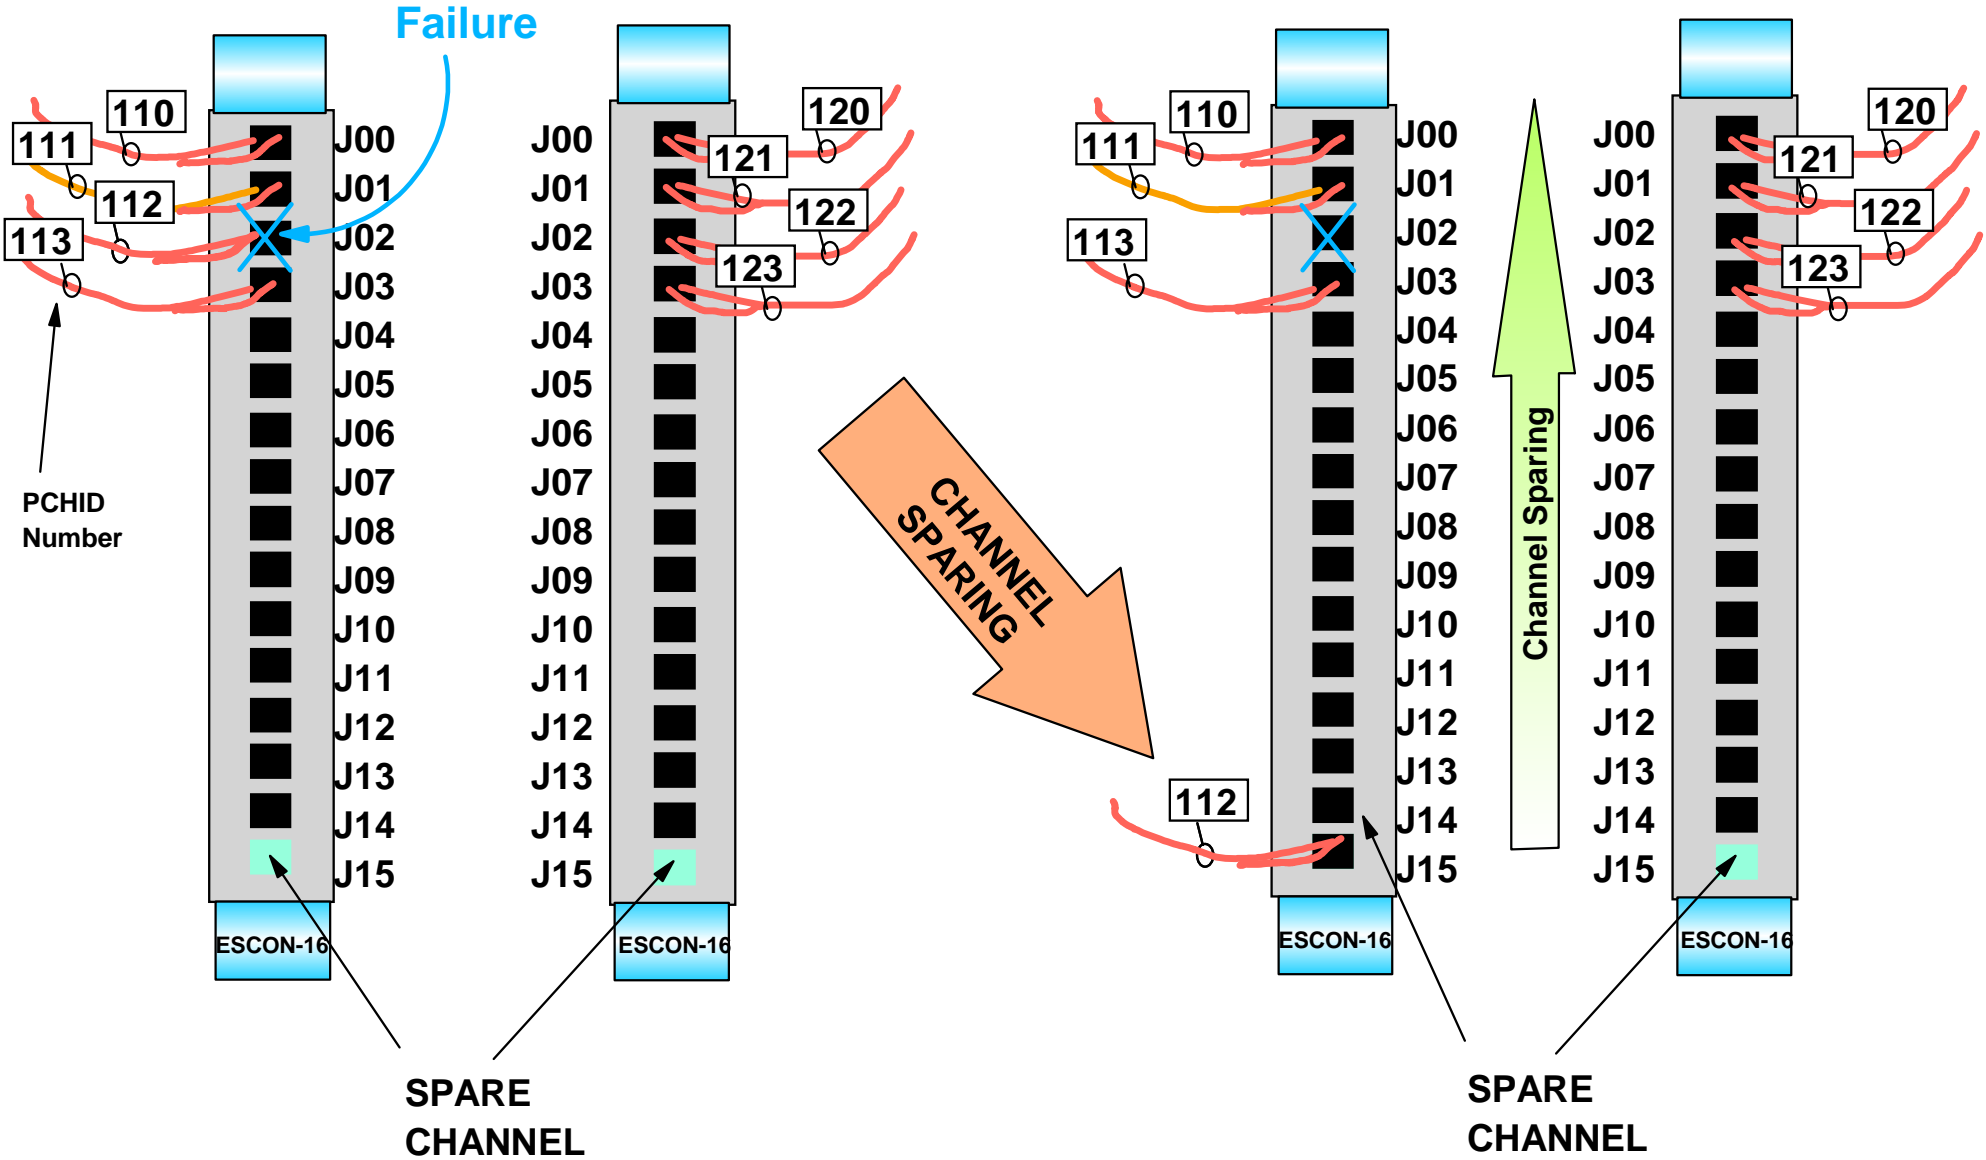 Failure
110
111
112
113
PCHID
Number
J00
J01
J02
J03
J04
J05
J06
J07
J08
J09
J10
J11
J12
J13
J14
J15
ESCON-16
J00
J01
J02
J03
J04
J05
J06
J07
J08
J09
J10
J11
J12
J13
J14
J15
120
121
122
123
ESCON-16
SPARE
CHANNEL
CHANNEL
SPARING
110
111
113
112
J00
J01
J02
J03
J04
J05
J06
J07
J08
J09
J10
J11
J12
J13
J14
J15
ESCON-16
Channel Sparing
J00
J01
J02
J03
J04
J05
J06
J07
J08
J09
J10
J11
J12
J13
J14
J15
120
121
122
123
ESCON-16
SPARE
CHANNEL